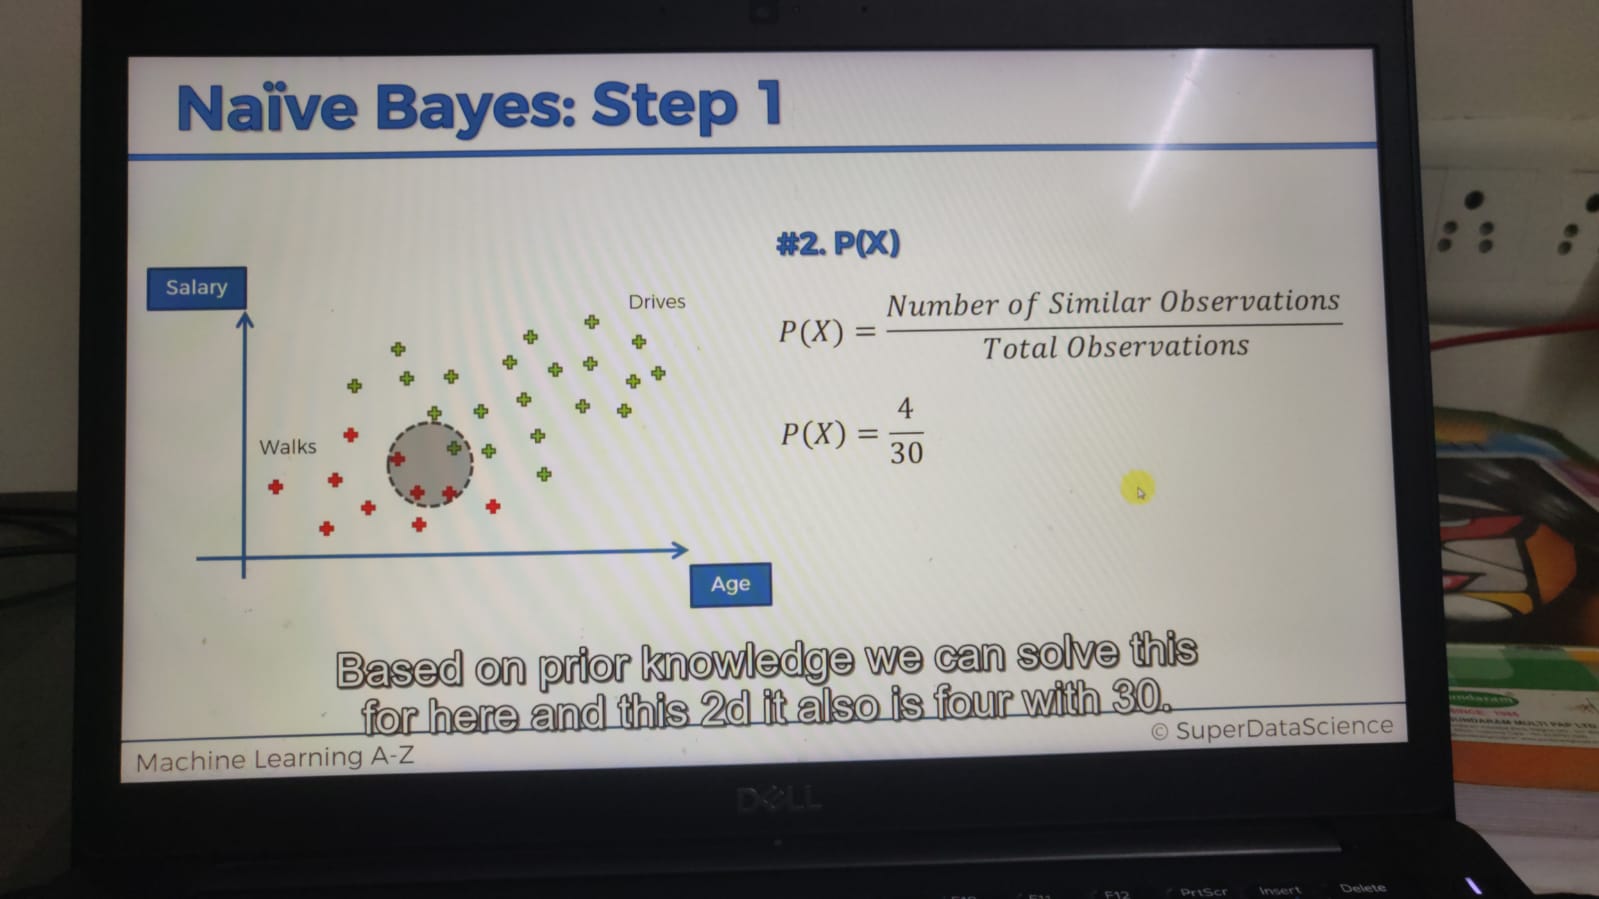 Naïve Bayes: Step 1
#2. P(X)
Salary
Drives
P(X) = Number of Similar Observations
Total Observations
P(X) = 4
30
Walks
Age
Based on prior knowledge we can solve this
for here and this 2d it also is four with 30.
© SuperDataScience
Machine Learning A-Z
DELL
F12
PrtScr
Insert
Delete